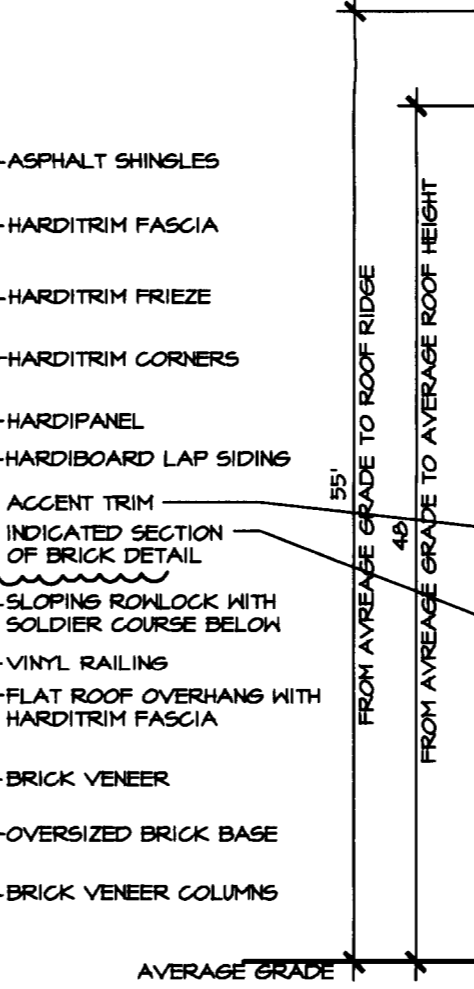 ASPHALT SHINGLES
HARDITRIM FASCIA
HARDITRIM FRIEZE
HARDITRIM CORNERS
HARDIPANEL
HARDIBOARD LAP SIDING
ACCENT TRIM
INDICATED SECTION
OF BRICK DETAIL
SLOPING ROWLOCK WITH
SOLDIER COURSE BELOW
VINYL RAILING
FLAT ROOF OVERHANG WITH
HARDITRIM FASCIA
BRICK VENEER
OVERSIZED BRICK BASE
BRICK VENEER COLUMNS
AVERAGE GRADE
55'
FROM AVREAGE GRADE TO ROOF RIDGE
48
FROM AVREAGE GRADE TO AVERAGE ROOF HEIGHT